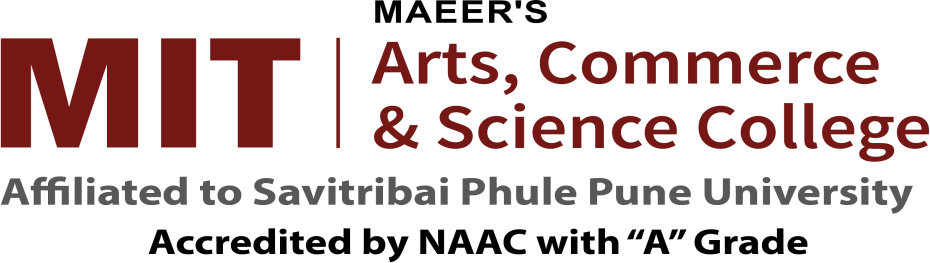 MAEER'S
MIT
Arts, Commerce
& Science College
Affiliated to Savitribai Phule Pune University
Accredited by NAAC with “A” Grade